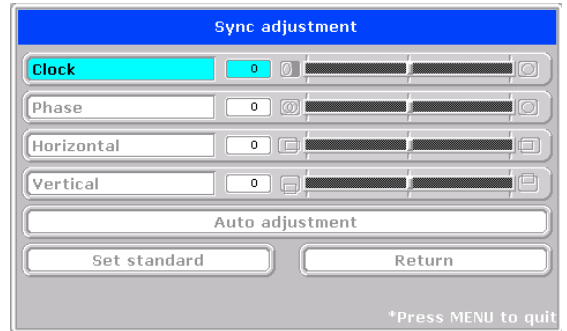 Sync adjustment
Clock 0
Phase 0
Horizontal 0
Vertical 0
Auto adjustment
Set standard Return
*Press MENU to quit